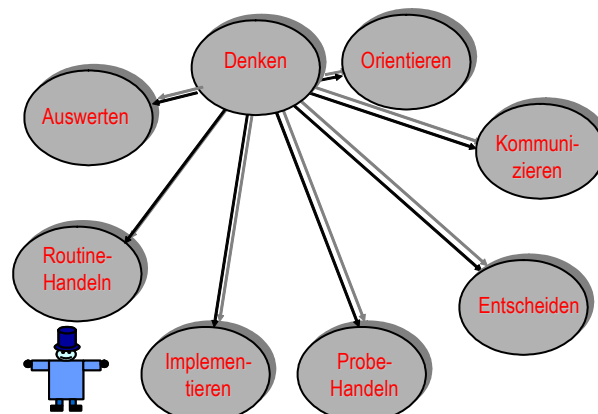 Denken
Orientieren
Auswerten
Kommuni-
zieren
Routine-
Handeln
Entscheiden
Implemen-
tieren
Probe-
Handeln